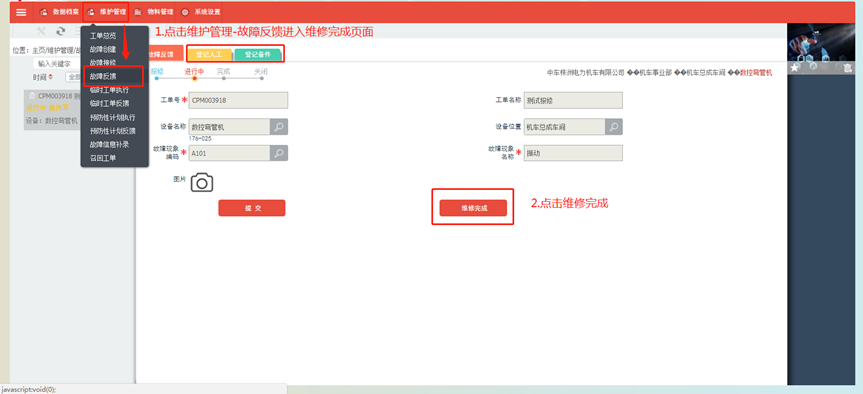 数据档案 维护管理 物料管理 系统设置
1.点击维护管理-故障反馈进入维修完成页面
工单总览
故障创建
故障接修
故障反馈
临时工单执行
临时工单反馈
预防性计划执行
预防性计划反馈
故障信息补录
召回工单
位置: 主页/维护管理/故
输入关键字
时间
全部
CPM003918 测
设备: 数控弯管机
故障反馈 登记人工 登记备件
报修 进行中 完成 关闭
中车株洲电力机车有限公司 ��机车事业部 ��机车总成车间 ��数控弯管机
工单号 * CPM003918
工单名称 测试报修
设备名称 数控弯管机
176-025
设备位置 机车总成车间
故障现象编码 * A101
故障现象名称 * 振动
图片
提 交
维修完成
2.点击维修完成
javascript:void(0);